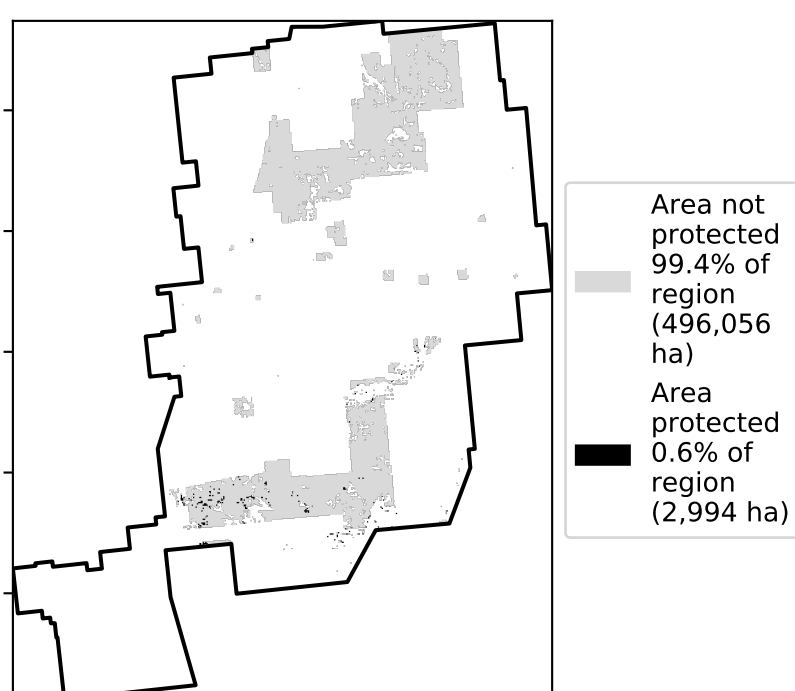 Area not
protected
99.4% of
region
(496,056
ha)
Area
protected
0.6% of
region
(2,994 ha)